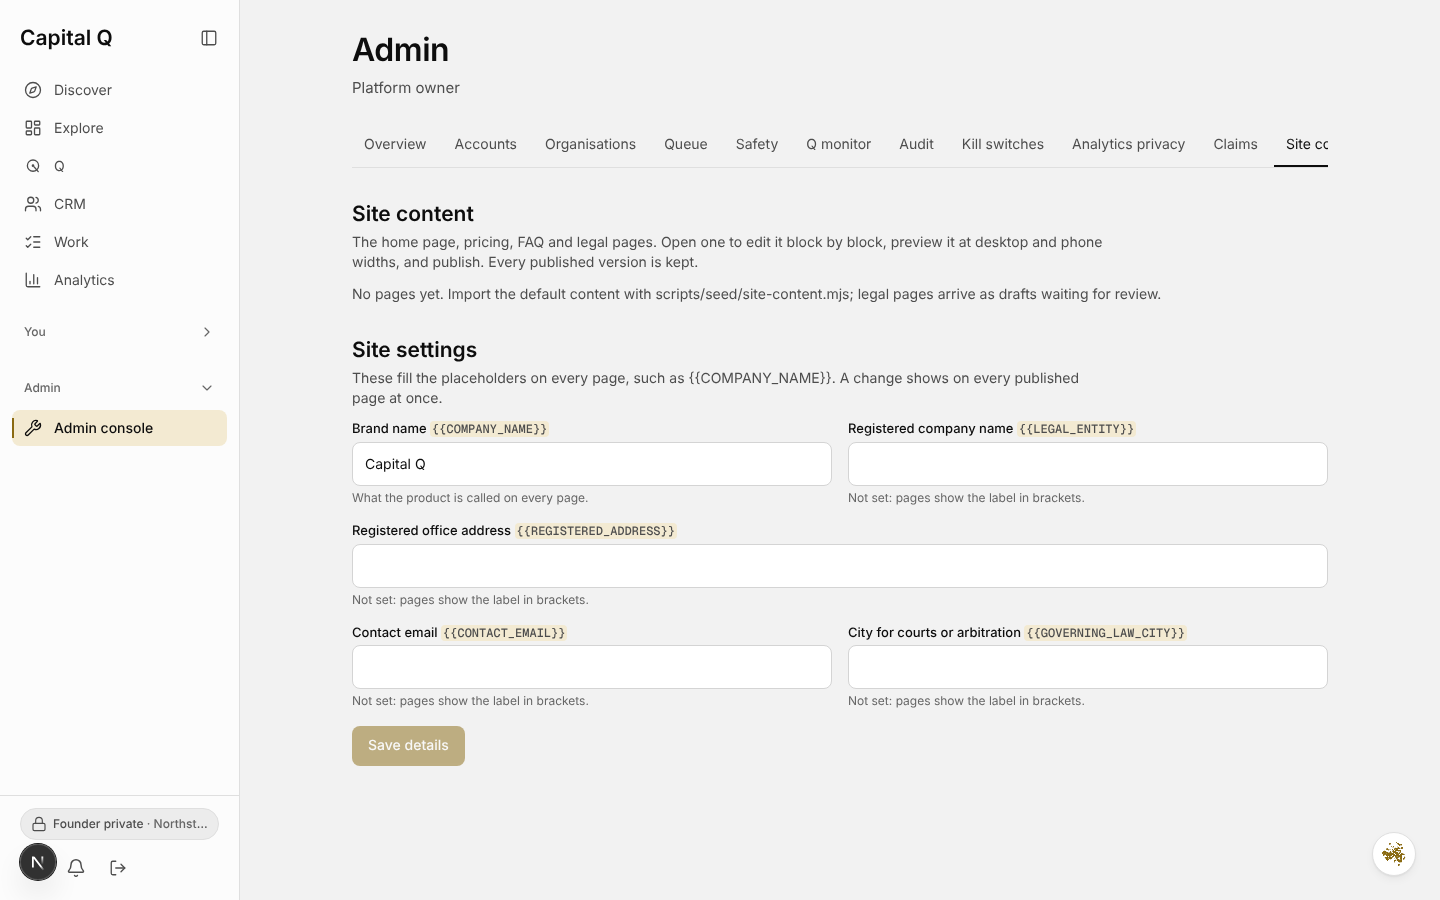 Capital Q
Discover
Explore
Q
CRM
Work
Analytics
You
Admin
Admin console
Founder private · Northst...
N
Admin
Platform owner
Overview Accounts Organisations Queue Safety Q monitor Audit Kill switches Analytics privacy Claims Site co
Site content
The home page, pricing, FAQ and legal pages. Open one to edit it block by block, preview it at desktop and phone
widths, and publish. Every published version is kept.
No pages yet. Import the default content with scripts/seed/site-content.mjs; legal pages arrive as drafts waiting for review.
Site settings
These fill the placeholders on every page, such as {{COMPANY_NAME}}. A change shows on every published
page at once.
Brand name {{COMPANY_NAME}}
Capital Q
What the product is called on every page.
Registered company name {{LEGAL_ENTITY}}
Not set: pages show the label in brackets.
Registered office address {{REGISTERED_ADDRESS}}
Not set: pages show the label in brackets.
Contact email {{CONTACT_EMAIL}}
Not set: pages show the label in brackets.
City for courts or arbitration {{GOVERNING_LAW_CITY}}
Not set: pages show the label in brackets.
Save details